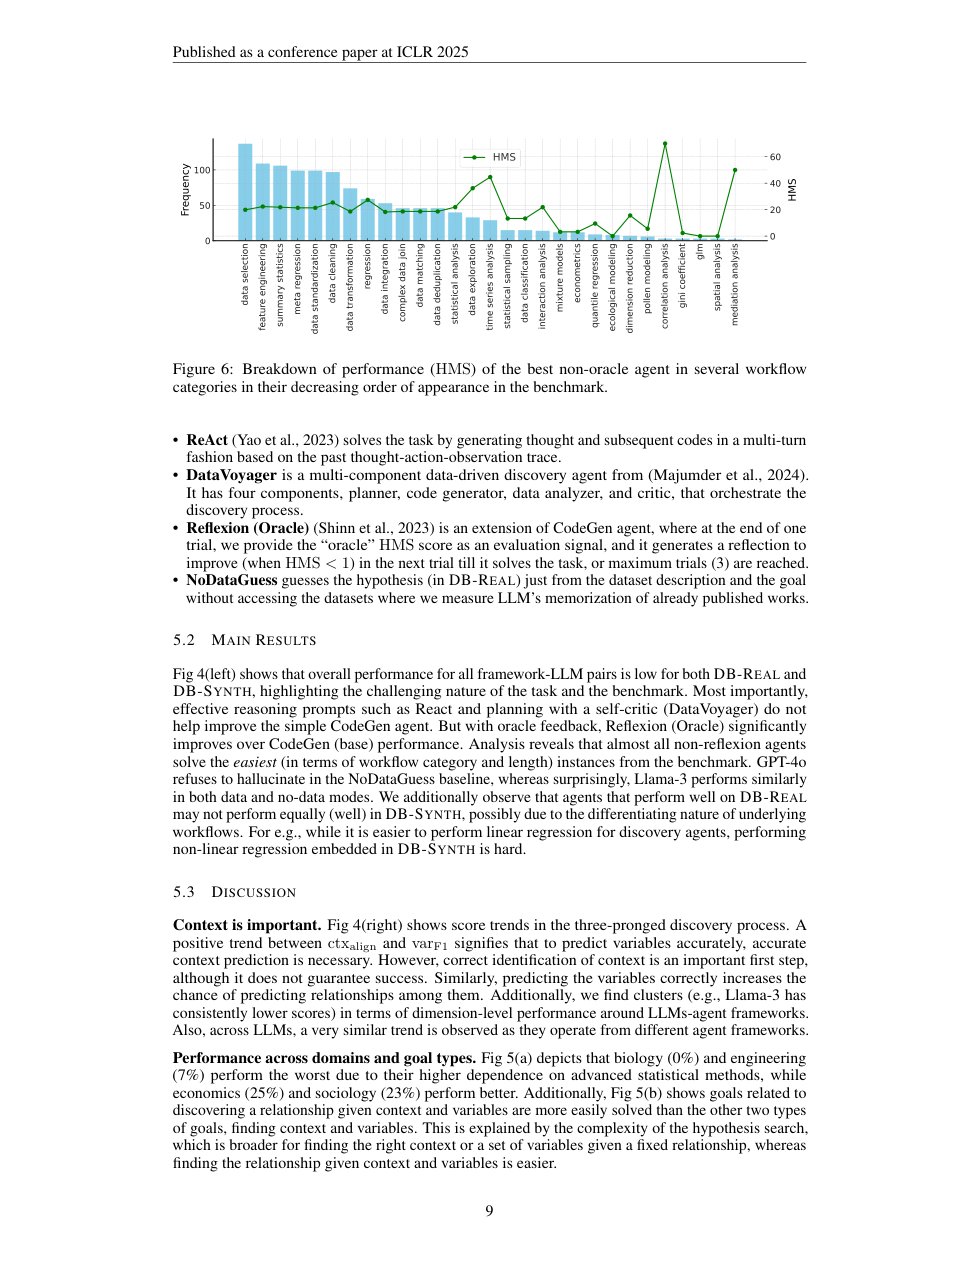 Published as a conference paper at ICLR 2025
HMS
Frequency
100
50
0
60
40
20
0
HMS
data selection
feature engineering
summary statistics
meta regression
data standardization
data cleaning
data transformation
regression
data integration
complex data join
data matching
data deduplication
statistical analysis
data exploration
time series analysis
statistical sampling
data classification
interaction analysis
mixture models
econometrics
quantile regression
ecological modeling
dimension reduction
pollen modeling
correlation analysis
gini coefficient
glm
spatial analysis
mediation analysis
Figure 6: Breakdown of performance (HMS) of the best non-oracle agent in several workflow
categories in their decreasing order of appearance in the benchmark.
• ReAct (Yao et al., 2023) solves the task by generating thought and subsequent codes in a multi-turn
fashion based on the past thought-action-observation trace.
• DataVoyager is a multi-component data-driven discovery agent from (Majumder et al., 2024).
It has four components, planner, code generator, data analyzer, and critic, that orchestrate the
discovery process.
• Reflexion (Oracle) (Shinn et al., 2023) is an extension of CodeGen agent, where at the end of one
trial, we provide the “oracle” HMS score as an evaluation signal, and it generates a reflection to
improve (when HMS < 1) in the next trial till it solves the task, or maximum trials (3) are reached.
• NoDataGuess guesses the hypothesis (in DB-REAL) just from the dataset description and the goal
without accessing the datasets where we measure LLM’s memorization of already published works.
5.2 MAIN RESULTS
Fig 4(left) shows that overall performance for all framework-LLM pairs is low for both DB-REAL and
DB-SYNTH, highlighting the challenging nature of the task and the benchmark. Most importantly,
effective reasoning prompts such as React and planning with a self-critic (DataVoyager) do not
help improve the simple CodeGen agent. But with oracle feedback, Reflexion (Oracle) significantly
improves over CodeGen (base) performance. Analysis reveals that almost all non-reflexion agents
solve the easiest (in terms of workflow category and length) instances from the benchmark. GPT-4o
refuses to hallucinate in the NoDataGuess baseline, whereas surprisingly, Llama-3 performs similarly
in both data and no-data modes. We additionally observe that agents that perform well on DB-REAL
may not perform equally (well) in DB-SYNTH, possibly due to the differentiating nature of underlying
workflows. For e.g., while it is easier to perform linear regression for discovery agents, performing
non-linear regression embedded in DB-SYNTH is hard.
5.3 DISCUSSION
Context is important. Fig 4(right) shows score trends in the three-pronged discovery process. A
positive trend between ctxalign and varF1 signifies that to predict variables accurately, accurate
context prediction is necessary. However, correct identification of context is an important first step,
although it does not guarantee success. Similarly, predicting the variables correctly increases the
chance of predicting relationships among them. Additionally, we find clusters (e.g., Llama-3 has
consistently lower scores) in terms of dimension-level performance around LLMs-agent frameworks.
Also, across LLMs, a very similar trend is observed as they operate from different agent frameworks.
Performance across domains and goal types. Fig 5(a) depicts that biology (0%) and engineering
(7%) perform the worst due to their higher dependence on advanced statistical methods, while
economics (25%) and sociology (23%) perform better. Additionally, Fig 5(b) shows goals related to
discovering a relationship given context and variables are more easily solved than the other two types
of goals, finding context and variables. This is explained by the complexity of the hypothesis search,
which is broader for finding the right context or a set of variables given a fixed relationship, whereas
finding the relationship given context and variables is easier.
9